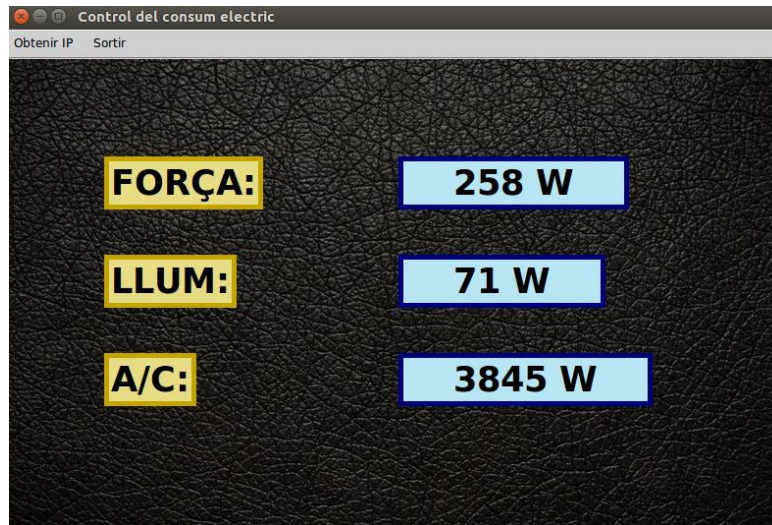 Control del consum electric
Obtenir IP Sortir
FORÇA: 258 W
LLUM: 71 W
A/C: 3845 W